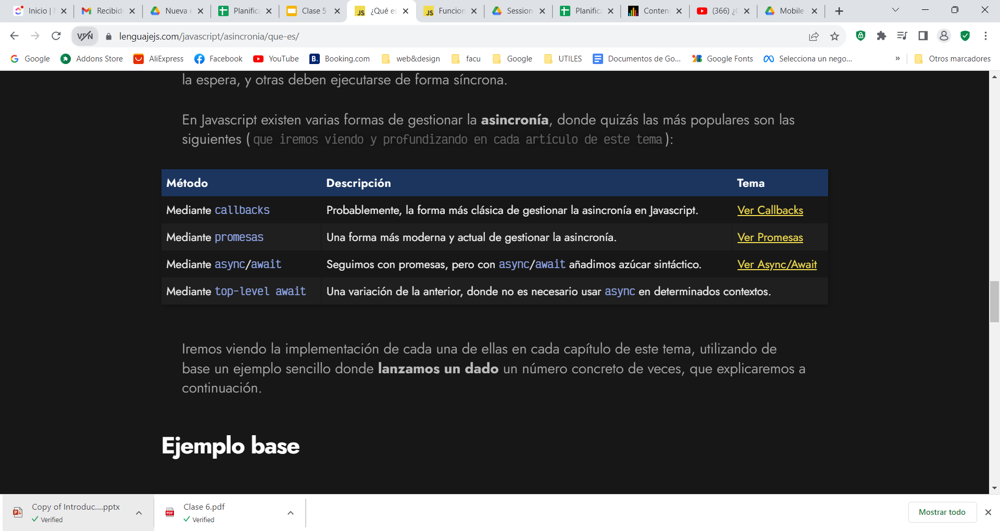 Inicio |
Recibid
Nueva
Planifica
Clase 5
¿Qué es
Funcion
Session
Planifica
Conteni
(366) ¿
Mobile
VPN
lenguajejs.com/javascript/asincronia/que-es/
Google
Addons Store
AliExpress
Facebook
YouTube
Booking.com
web&design
facu
Google
UTILES
Documentos de Go...
Google Fonts
Selecciona un nego...
»
Otros marcadores
la espera, y otras deben ejecutarse de forma síncrona.
En Javascript existen varias formas de gestionar la asincronía, donde quizás las más populares son las
siguientes (que iremos viendo y profundizando en cada artículo de este tema):
Método Descripción Tema
Mediante callbacks Probablemente, la forma más clásica de gestionar la asincronía en Javascript. Ver Callbacks
Mediante promesas Una forma más moderna y actual de gestionar la asincronía. Ver Promesas
Mediante async/await Seguimos con promesas, pero con async/await añadimos azúcar sintáctico. Ver Async/Await
Mediante top-level await Una variación de la anterior, donde no es necesario usar async en determinados contextos.
Iremos viendo la implementación de cada una de ellas en cada capítulo de este tema, utilizando de
base un ejemplo sencillo donde lanzamos un dado un número concreto de veces, que explicaremos a
continuación.
Ejemplo base
Copy of Introduc....pptx
Verified
PDF
Clase 6.pdf
Verified
Mostrar todo